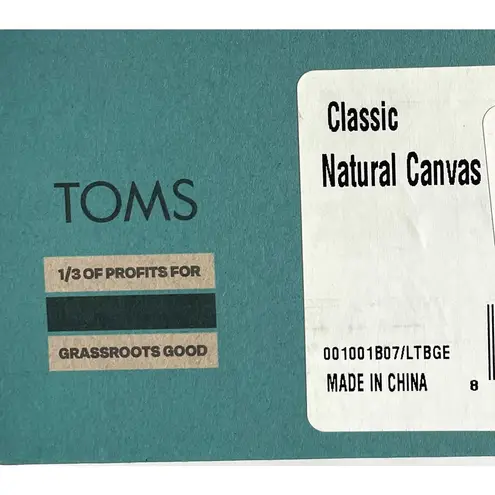 TOMS
1/3 OF PROFITS FOR
GRASSROOTS GOOD
Classic
Natural Canvas
001001B07/LTBGE
MADE IN CHINA
8